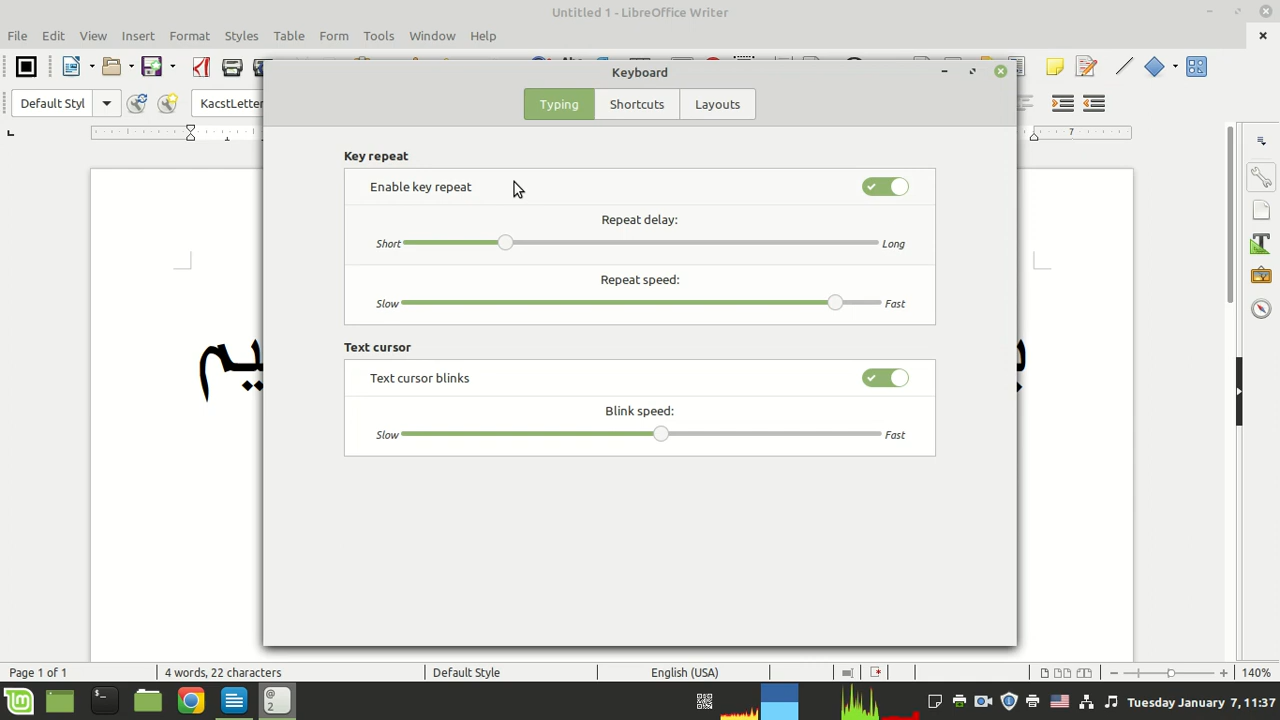 Untitled 1 - LibreOffice Writer
File Edit View Insert Format Styles Table Form Tools Window Help
Keyboard
Default Styl
KacstLetter
Typing Shortcuts Layouts
7
Key repeat
Enable key repeat
Repeat delay:
Short Long
Repeat speed:
Slow Fast
Text cursor
Text cursor blinks
Blink speed:
Slow Fast
Page 1 of 1 4 words, 22 characters Default Style English (USA) 140%
@
2
Tuesday January 7, 11:37